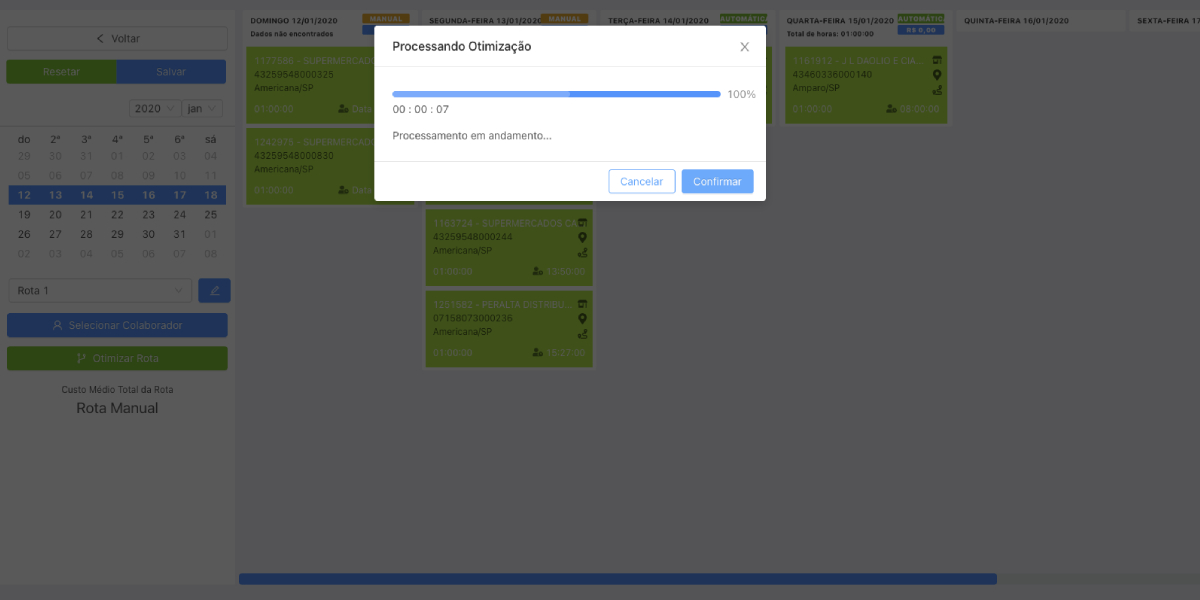 Voltar
Resetar
Salvar
2020
jan
do 2ª 3ª 4ª 5ª 6ª sá
29 30 31 01 02 03 04
05 06 07 08 09 10 11
12 13 14 15 16 17 18
19 20 21 22 23 24 25
26 27 28 29 30 31 01
02 03 04 05 06 07 08
Rota 1
Selecionar Colaborador
Otimizar Rota
Custo Médio Total da Rota
Rota Manual
DOMINGO 12/01/2020
MANUAL
Dados não encontrados
1177586 - SUPERMERCADO
43259548000325
Americana/SP
01:00:00
1242975 - SUPERMERCADO
43259548000830
Americana/SP
01:00:00
SEGUNDA-FEIRA 13/01/2020
MANUAL
1163724 - SUPERMERCADOS CA
43259548000244
Americana/SP
01:00:00
13:50:00
1251582 - PERALTA DISTRIBU...
07158073000236
Americana/SP
01:00:00
15:27:00
TERÇA-FEIRA 14/01/2020
AUTOMÁTIC
QUARTA-FEIRA 15/01/2020
AUTOMÁTIC
Total de horas: 01:00:00
R$ 0,00
1161912 - J L GAOLIO E CIA...
43460336000140
Amparo/SP
01:00:00
08:00:00
QUINTA-FEIRA 16/01/2020
SEXTA-FEIRA 17
Processando Otimização
100%
00 : 00 : 07
Processamento em andamento...
Cancelar
Confirmar